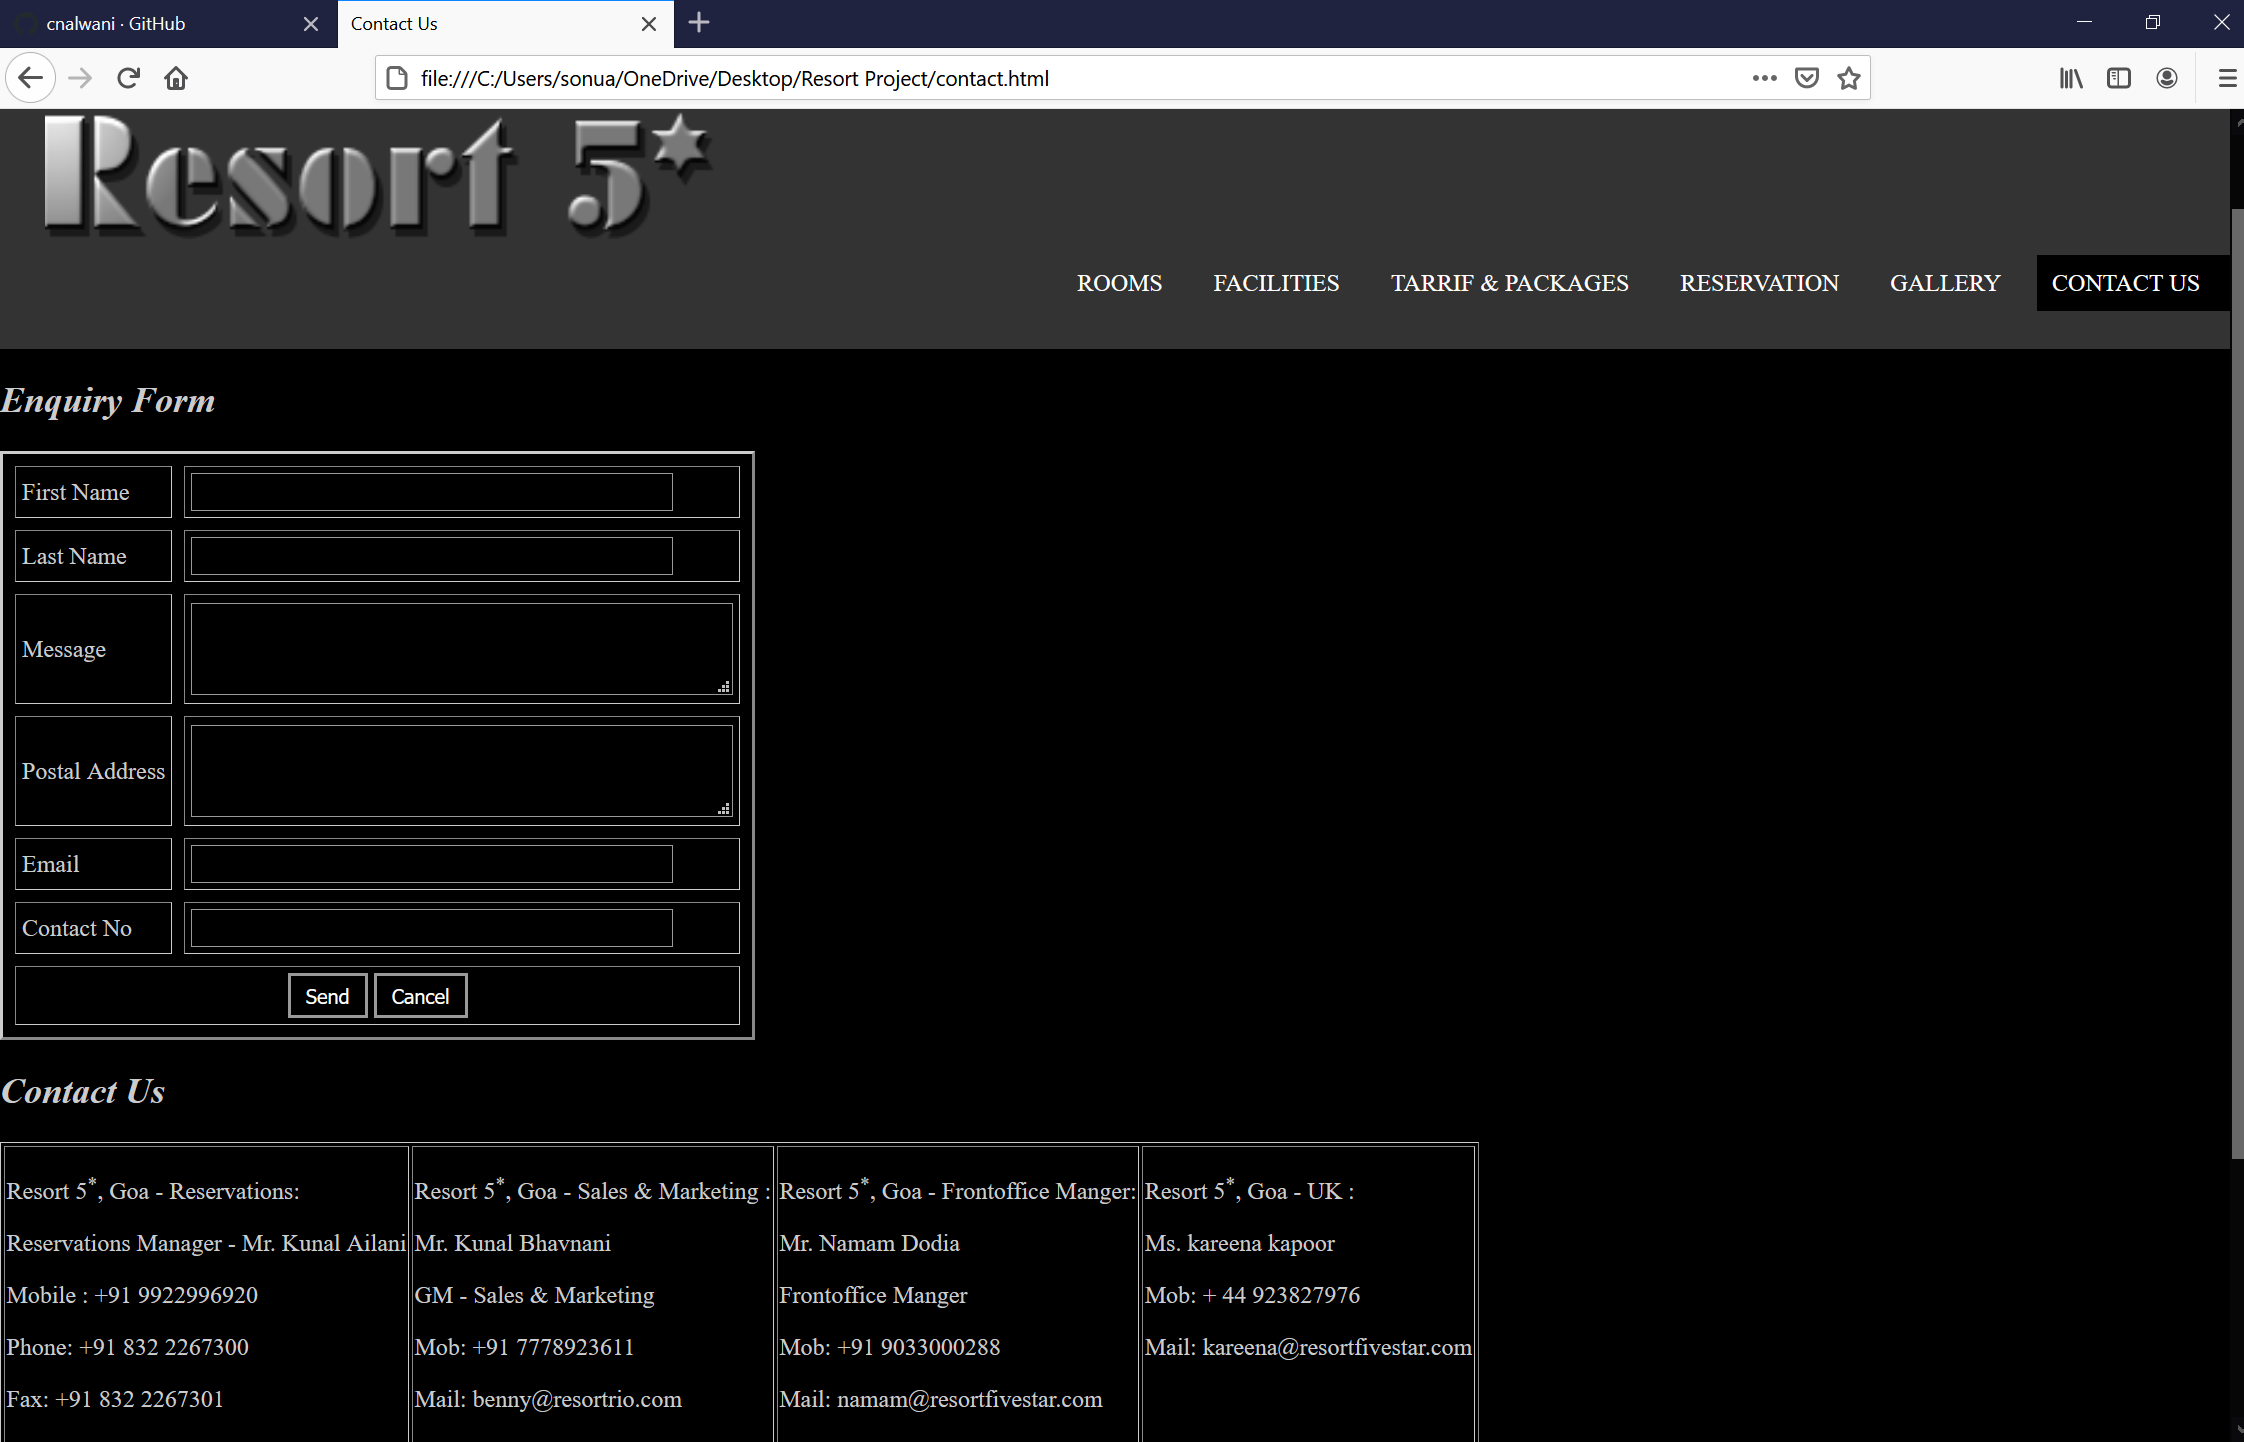 cnalwani · GitHub
Contact Us
file:///C:/Users/sonua/OneDrive/Desktop/Resort Project/contact.html
Resort 5*
ROOMS FACILITIES TARRIF & PACKAGES RESERVATION GALLERY CONTACT US
Enquiry Form
First Name
Last Name
Message
Postal Address
Email
Contact No
Send Cancel
Contact Us
Resort 5*, Goa - Reservations:
Reservations Manager - Mr. Kunal Ailani
Mobile : +91 9922996920
Phone: +91 832 2267300
Fax: +91 832 2267301
Resort 5*, Goa - Sales & Marketing :
Mr. Kunal Bhavnani
GM - Sales & Marketing
Mob: +91 7778923611
Mail: benny@resortrio.com
Resort 5*, Goa - Frontoffice Manger:
Mr. Namam Dodia
Frontoffice Manger
Mob: +91 9033000288
Mail: namam@resortfivestar.com
Resort 5*, Goa - UK :
Ms. kareena kapoor
Mob: + 44 923827976
Mail: kareena@resortfivestar.com